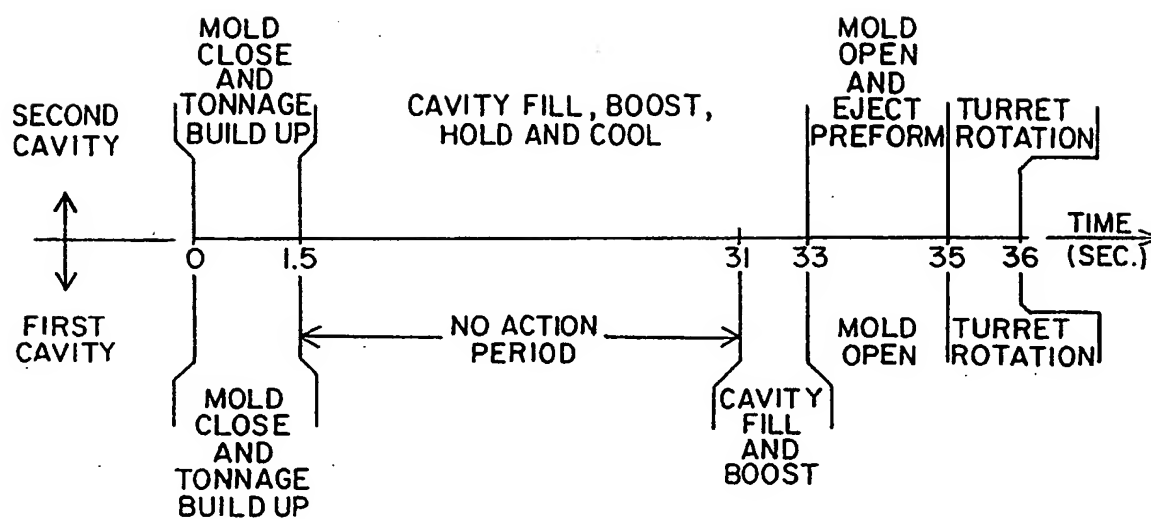 MOLD
CLOSE
AND
TONNAGE
BUILD UP
SECOND
CAVITY
CAVITY FILL, BOOST,
HOLD AND COOL
MOLD
OPEN
AND
EJECT
PREFORM
TURRET
ROTATION
TIME
(SEC.)
0
1.5
31
33
35
36
FIRST
CAVITY
MOLD
CLOSE
AND
TONNAGE
BUILD UP
NO ACTION
PERIOD
CAVITY
FILL
AND
BOOST
MOLD
OPEN
TURRET
ROTATION